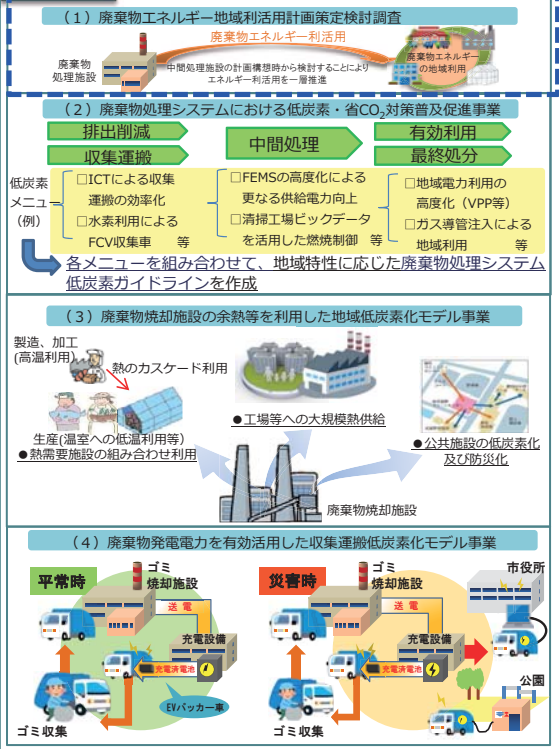 （１）廃棄物エネルギー地域利活用計画策定検討調査
廃棄物エネルギー利活用
廃棄物
処理施設
中間処理施設の計画構想時から検討することにより
エネルギー利活用を一層推進
廃棄物エネルギー
の地域利用
（２）廃棄物処理システムにおける低炭素・省CO2対策普及促進事業
排出削減
収集運搬
中間処理
有効利用
最終処分
低炭素
メニュー
（例）
□ICTによる収集
運搬の効率化
□水素利用による
FCV収集車　等
□FEMSの高度化による
更なる供給電力向上
□清掃工場ビックデータ
を活用した燃焼制御　等
□地域電力利用の
高度化（VPP等）
□ガス導管注入による
地域利用　等
各メニューを組み合わせて、地域特性に応じた廃棄物処理システム
低炭素ガイドラインを作成
（３）廃棄物焼却施設の余熱等を利用した地域低炭素化モデル事業
製造、加工
(高温利用)
熱のカスケード利用
生産(温室への低温利用等)
●熱需要施設の組み合わせ利用
●工場等への大規模熱供給
●公共施設の低炭素化
及び防災化
廃棄物焼却施設
（４）廃棄物発電電力を有効活用した収集運搬低炭素化モデル事業
平常時
ゴミ
焼却施設
送電
充電設備
充電済電池
EVパッカー車
ゴミ収集
災害時
ゴミ
焼却施設
送電
充電設備
充電済電池
ゴミ収集
市役所
公園